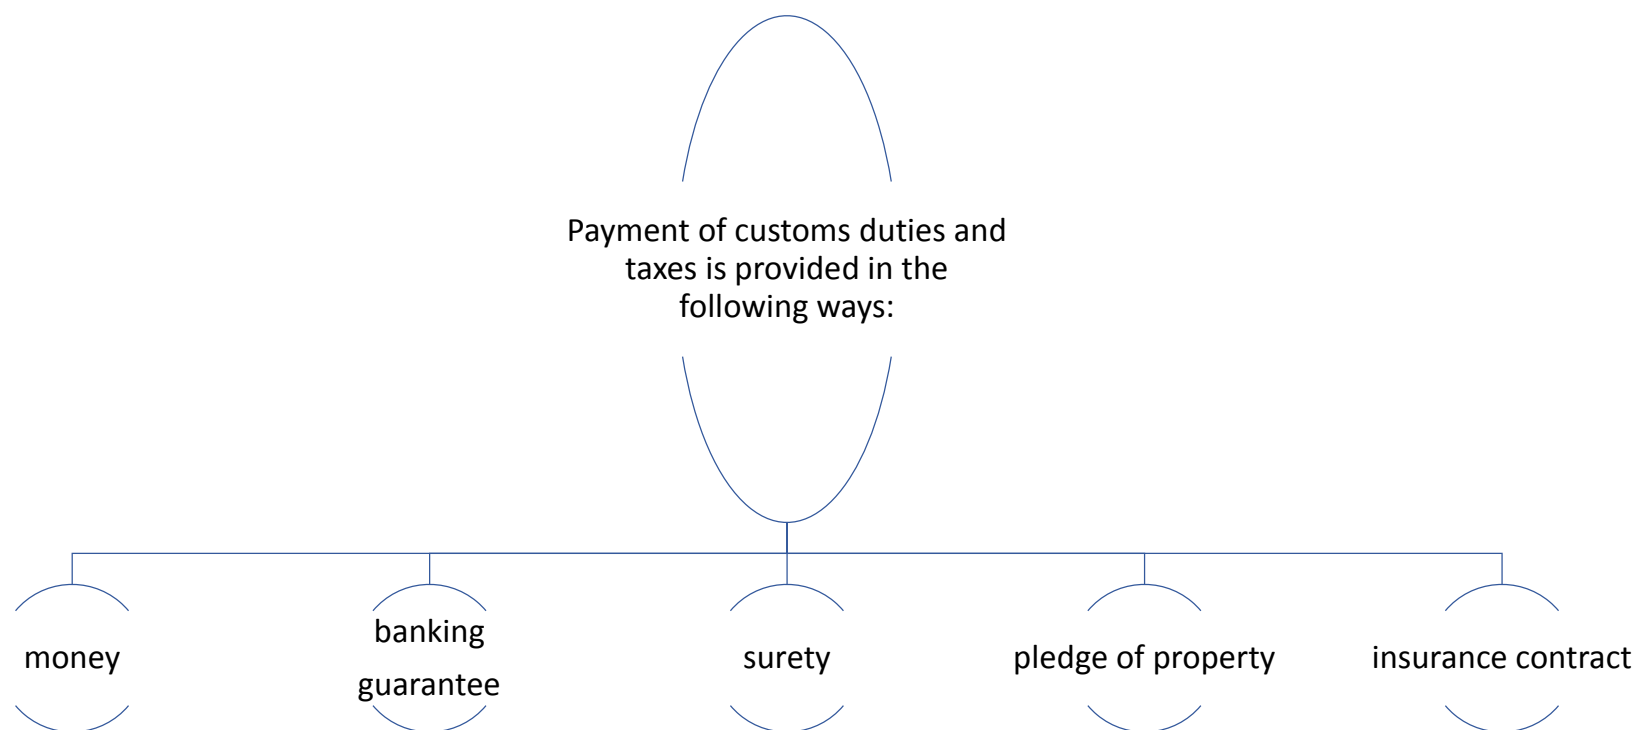 Payment of customs duties and
taxes is provided in the
following ways:
money
banking
guarantee
surety
pledge of property
insurance contract